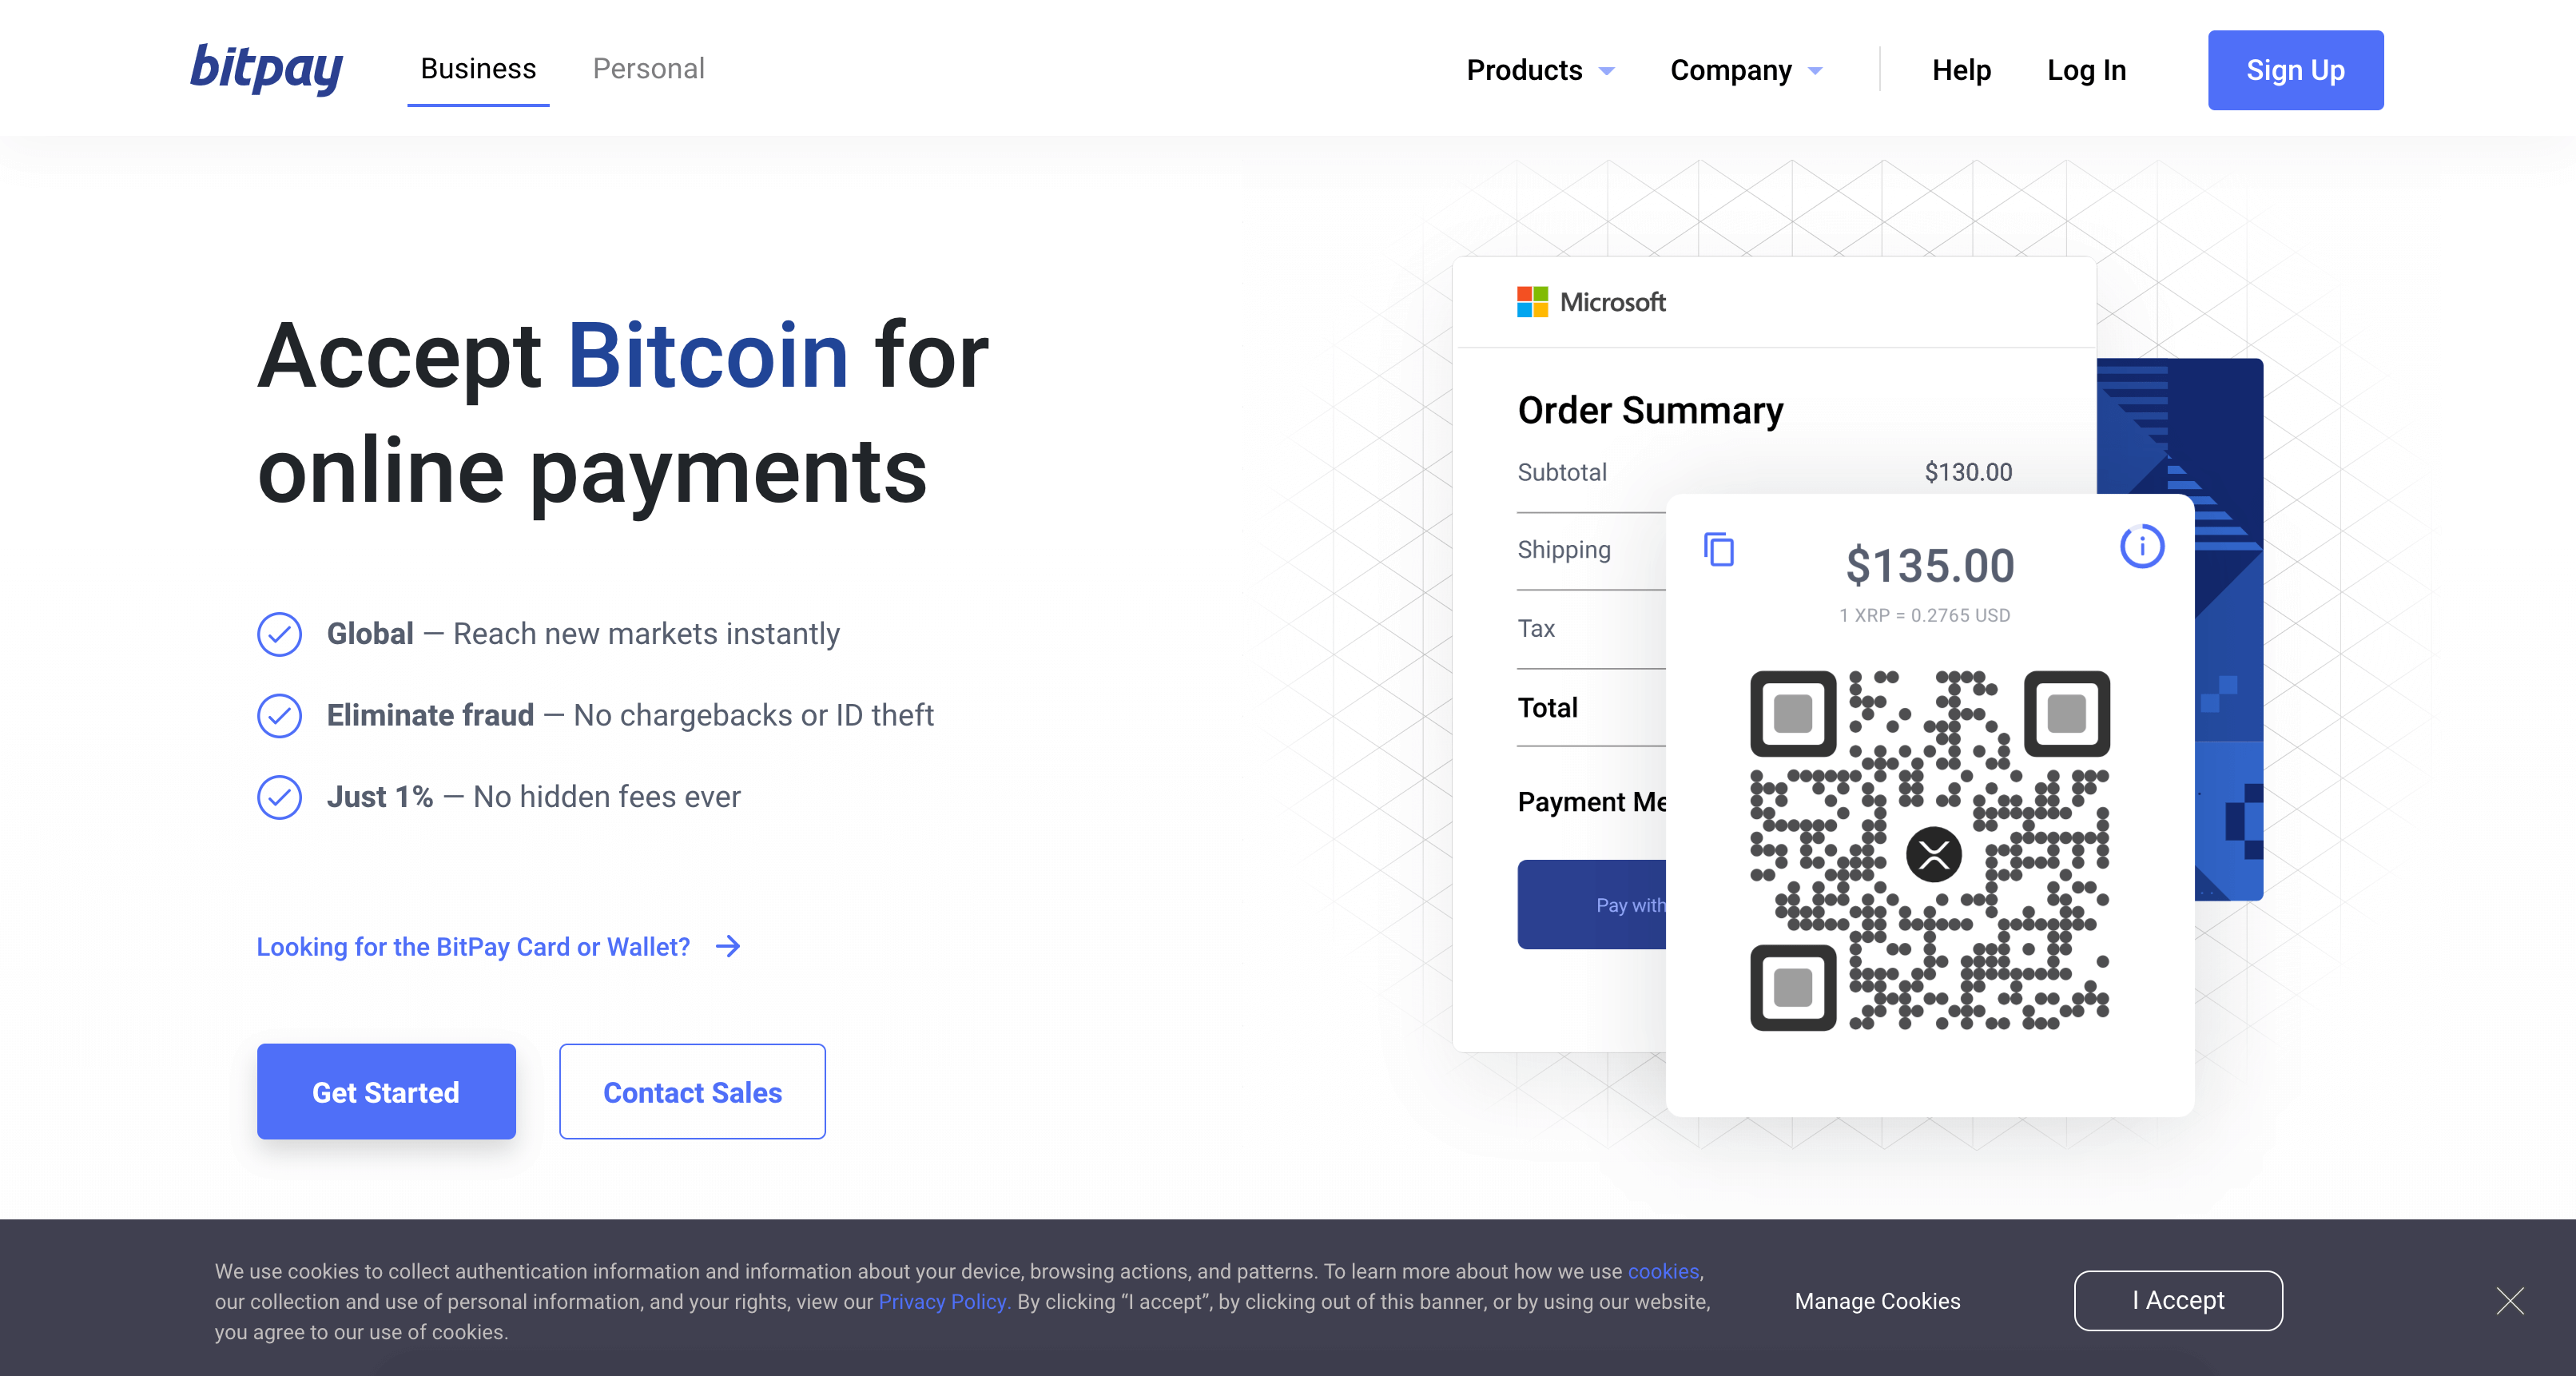 bitpay
Business
Personal
Products
Company
Help
Log In
Sign Up
Accept Bitcoin for
online payments
Global — Reach new markets instantly
Eliminate fraud — No chargebacks or ID theft
Just 1% — No hidden fees ever
Looking for the BitPay Card or Wallet?
Get Started
Contact Sales
Microsoft
Order Summary
Subtotal $130.00
Shipping
Tax
Total
Payment Me
Pay with
$135.00
1 XRP = 0.2765 USD
We use cookies to collect authentication information and information about your device, browsing actions, and patterns. To learn more about how we use cookies,
our collection and use of personal information, and your rights, view our Privacy Policy. By clicking “I accept”, by clicking out of this banner, or by using our website,
you agree to our use of cookies.
Manage Cookies
I Accept